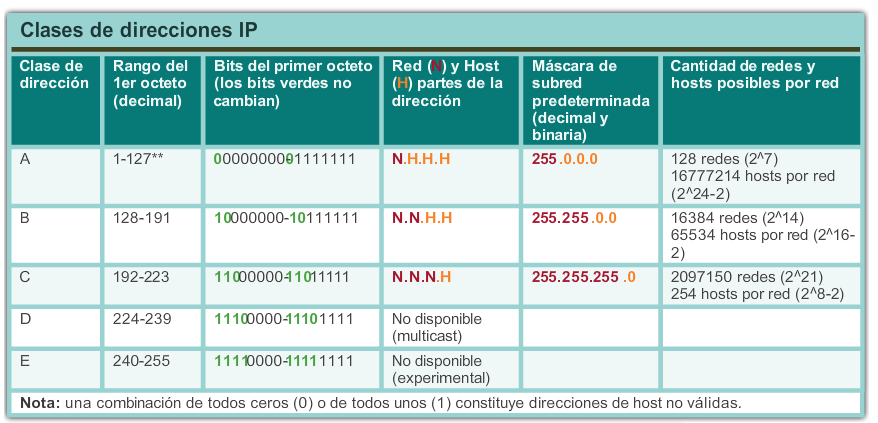 Clases de direcciones IP
Clase de
dirección
Rango del
1er octeto
(decimal)
Bits del primer octeto
(los bits verdes no
cambian)
Red (N) y Host
(H) partes de la
dirección
Máscara de
subred
predeterminada
(decimal y
binaria)
Cantidad de redes y
hosts posibles por red
A
1-127**
00000000-01111111
N.H.H.H
255.0.0.0
128 redes (2^7)
16777214 hosts por red
(2^24-2)
B
128-191
10000000-10111111
N.N.H.H
255.255.0.0
16384 redes (2^14)
65534 hosts por red (2^16-
2)
C
192-223
11000000-11011111
N.N.N.H
255.255.255.0
2097150 redes (2^21)
254 hosts por red (2^8-2)
D
224-239
11100000-11101111
No disponible
(multicast)
E
240-255
11110000-11111111
No disponible
(experimental)
Nota: una combinación de todos ceros (0) o de todos unos (1) constituye direcciones de host no válidas.